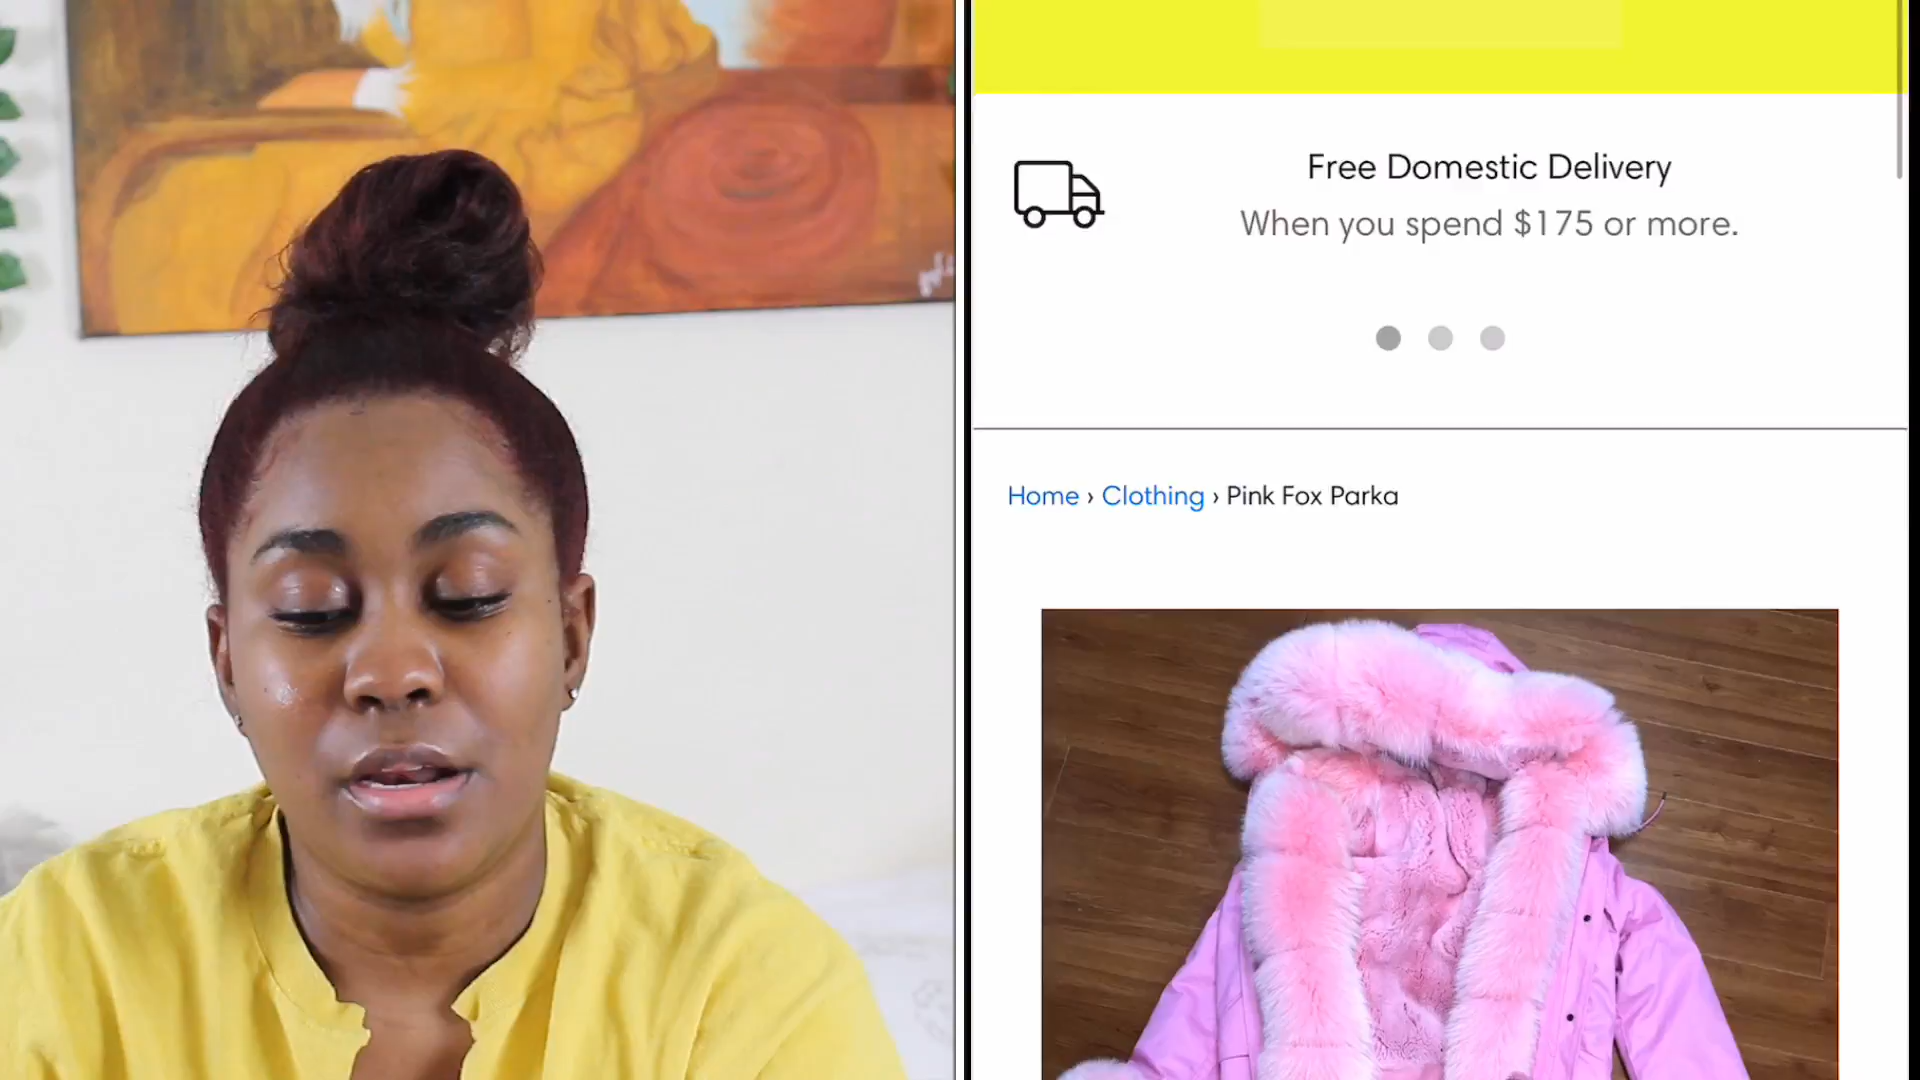 Free Domestic Delivery
When you spend $175 or more.
Home › Clothing › Pink Fox Parka